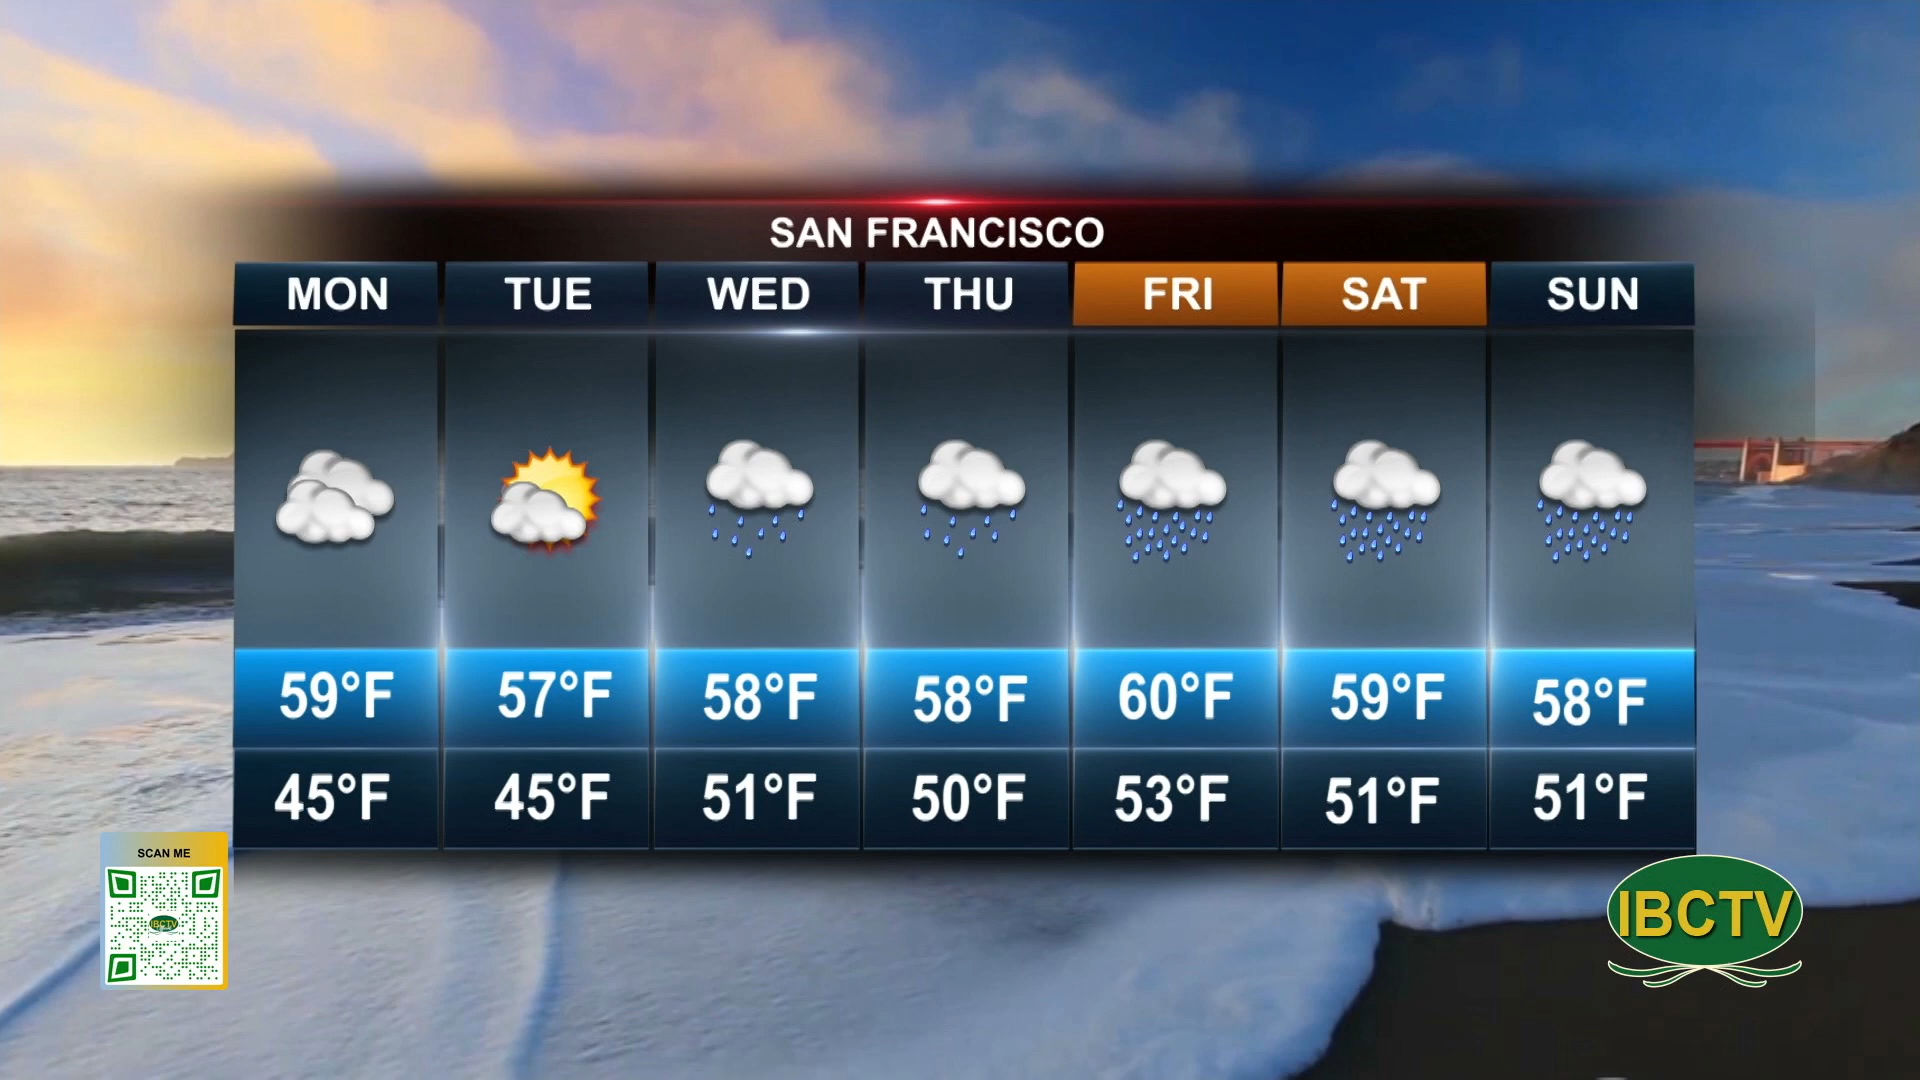 SAN FRANCISCO
MON TUE WED THU FRI SAT SUN
59°F 57°F 58°F 58°F 60°F 59°F 58°F
45°F 45°F 51°F 50°F 53°F 51°F 51°F
SCAN ME
IBCTV
IBCTV